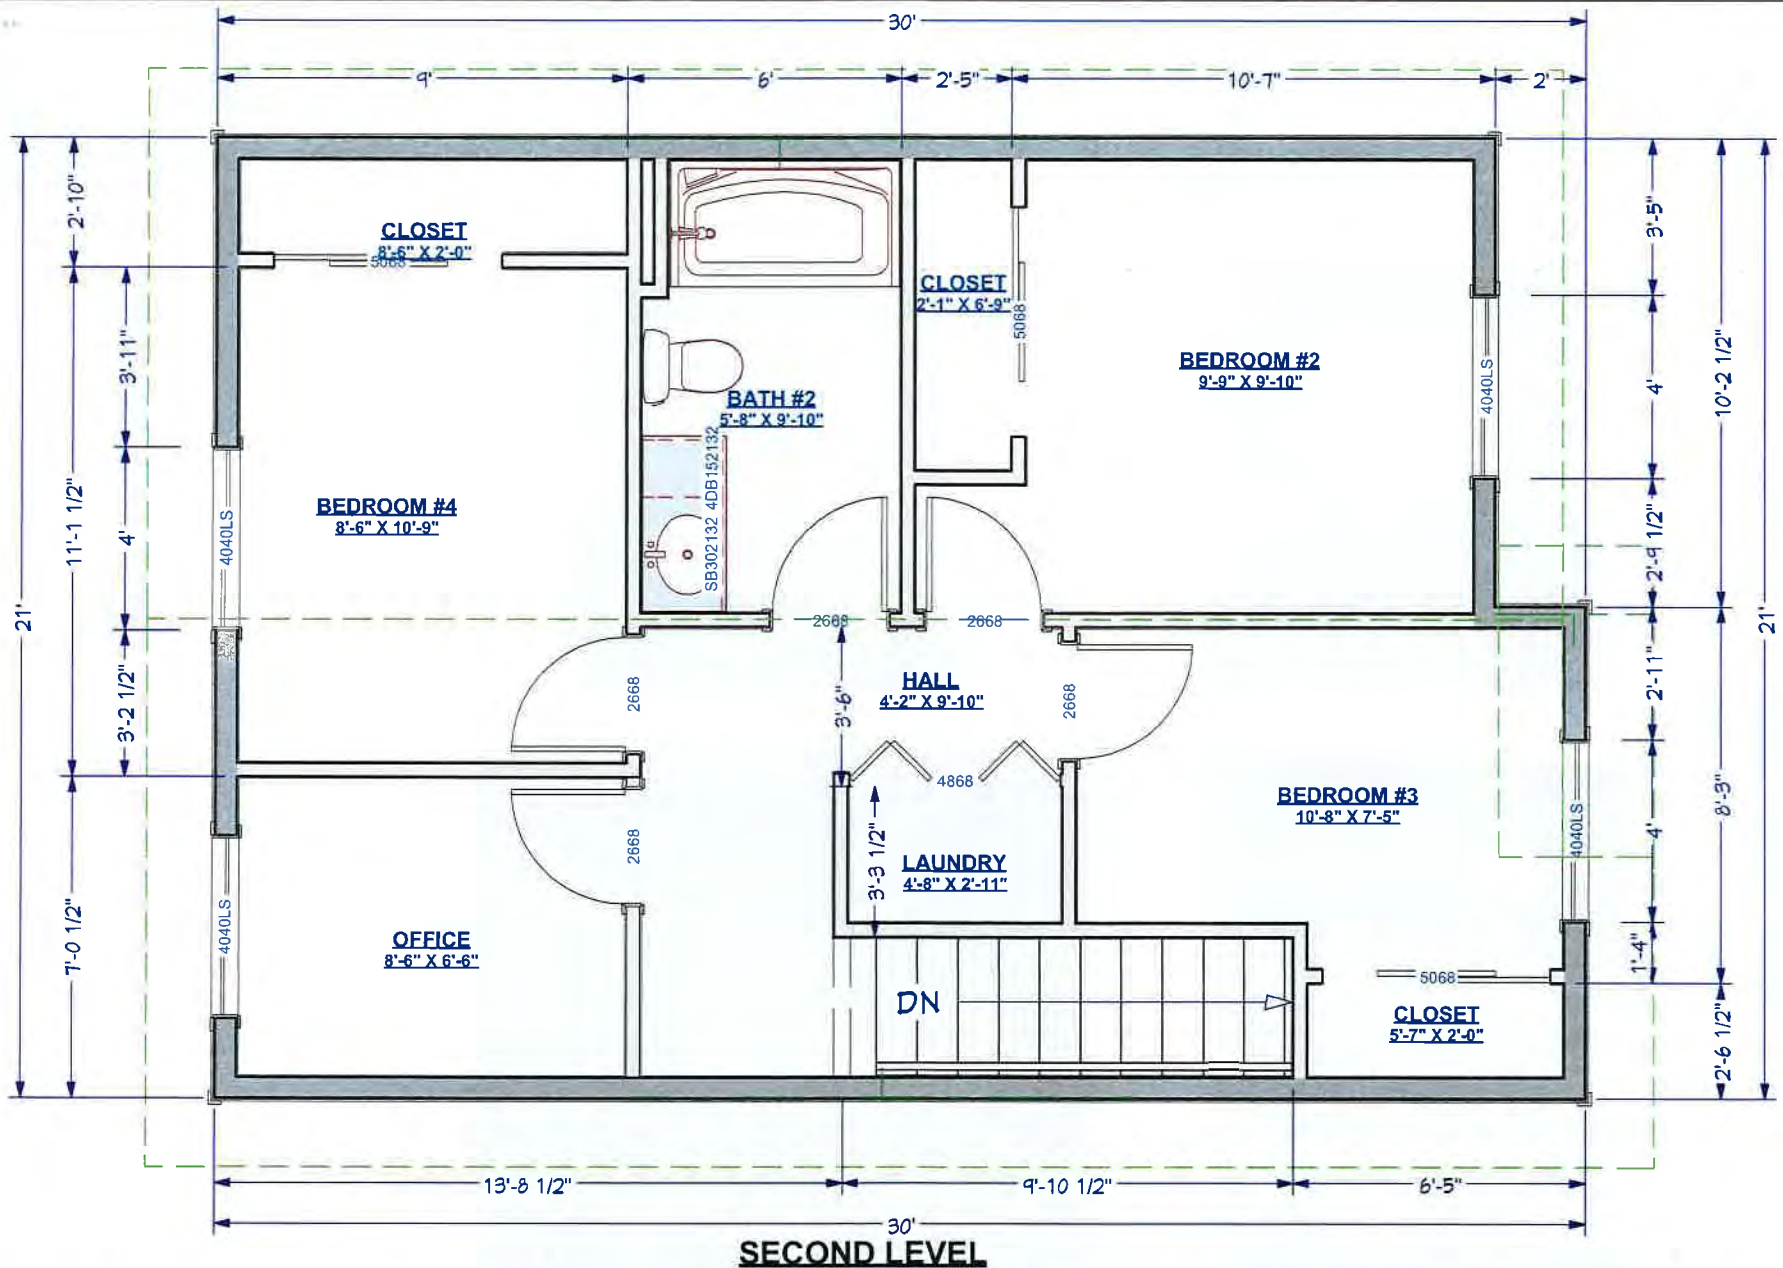 30'
9'
6'
2'-5"
10'-7"
2'
21'
2'-10"
11'-1 1/2"
7'-0 1/2"
3'-11"
4'
3'-2 1/2"
CLOSET
8'-6" X 2'-0"
5068
BEDROOM #4
8'-6" X 10'-9"
4040LS
BATH #2
5'-8" X 9'-10"
SB302132 4DB152132
CLOSET
2'-1" X 6'-9"
5068
BEDROOM #2
9'-9" X 9'-10"
4040LS
3'-5"
4'
2'-9 1/2"
10'-2 1/2"
21'
2668
2668
2668
HALL
4'-2" X 9'-10"
3'-6"
2668
2668
4868
3'-3 1/2"
LAUNDRY
4'-8" X 2'-11"
BEDROOM #3
10'-8" X 7'-5"
4040LS
2'-11"
4'
1'-4"
8'-3"
2'-6 1/2"
OFFICE
8'-6" X 6'-6"
4040LS
DN
5068
CLOSET
5'-7" X 2'-0"
13'-8 1/2"
9'-10 1/2"
6'-5"
30'
SECOND LEVEL